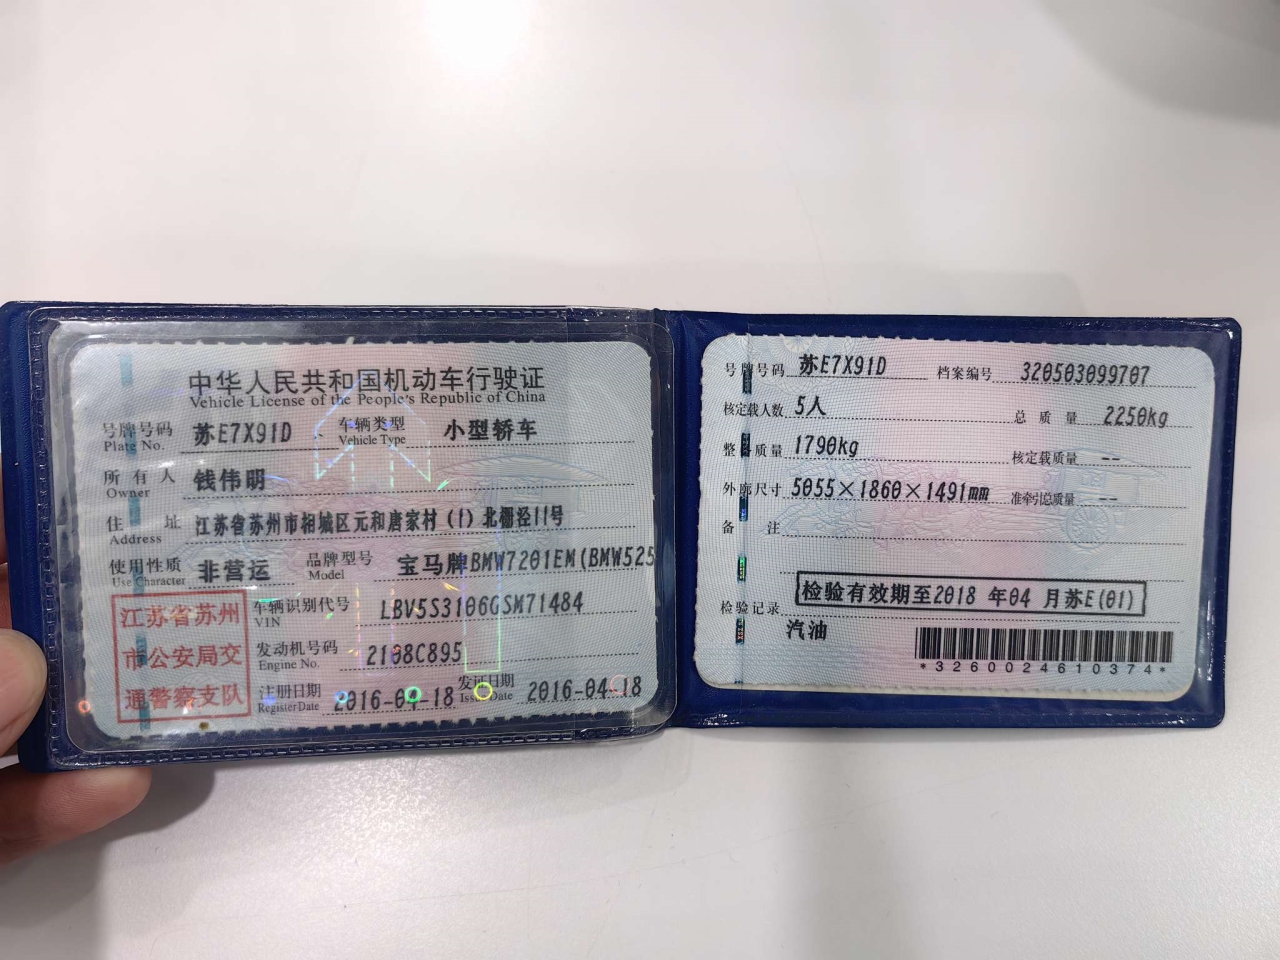 中华人民共和国机动车行驶证
Vehicle License of the People's Republic of China
号牌号码 苏E7X91D 车辆类型 小型轿车
Plate No. Vehicle Type
所有人 钱伟明
Owner
住址 江苏省苏州市相城区元和唐家村(1)北栅泾11号
Address
使用性质 非营运 品牌型号 宝马牌BMW7201EM(BMW525
Use Character Model
江苏省苏州
市公安局交
通警察支队
车辆识别代号 LBV5S3106GSM71484
VIN
发动机号码 2108C895
Engine No.
注册日期 2016-04-18 发证日期 2016-04-18
Register Date Issue Date
号牌号码 苏E7X91D 档案编号 320503099707
核定载人数 5人 总质量 2250kg
整备质量 1790kg 核定载质量 --
外廓尺寸 5055×1860×1491mm 准牵引总质量 --
备注
检验记录 检验有效期至2018 年04 月苏E(01)
汽油
*3260024610374*